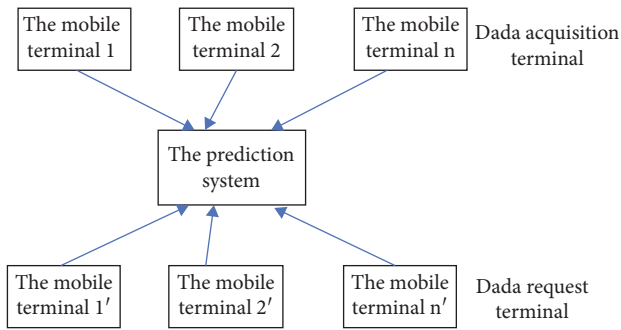 The mobile
terminal 1
The mobile
terminal 2
The mobile
terminal n
Dada acquisition
terminal
The prediction
system
The mobile
terminal 1′
The mobile
terminal 2′
The mobile
terminal n′
Dada request
terminal